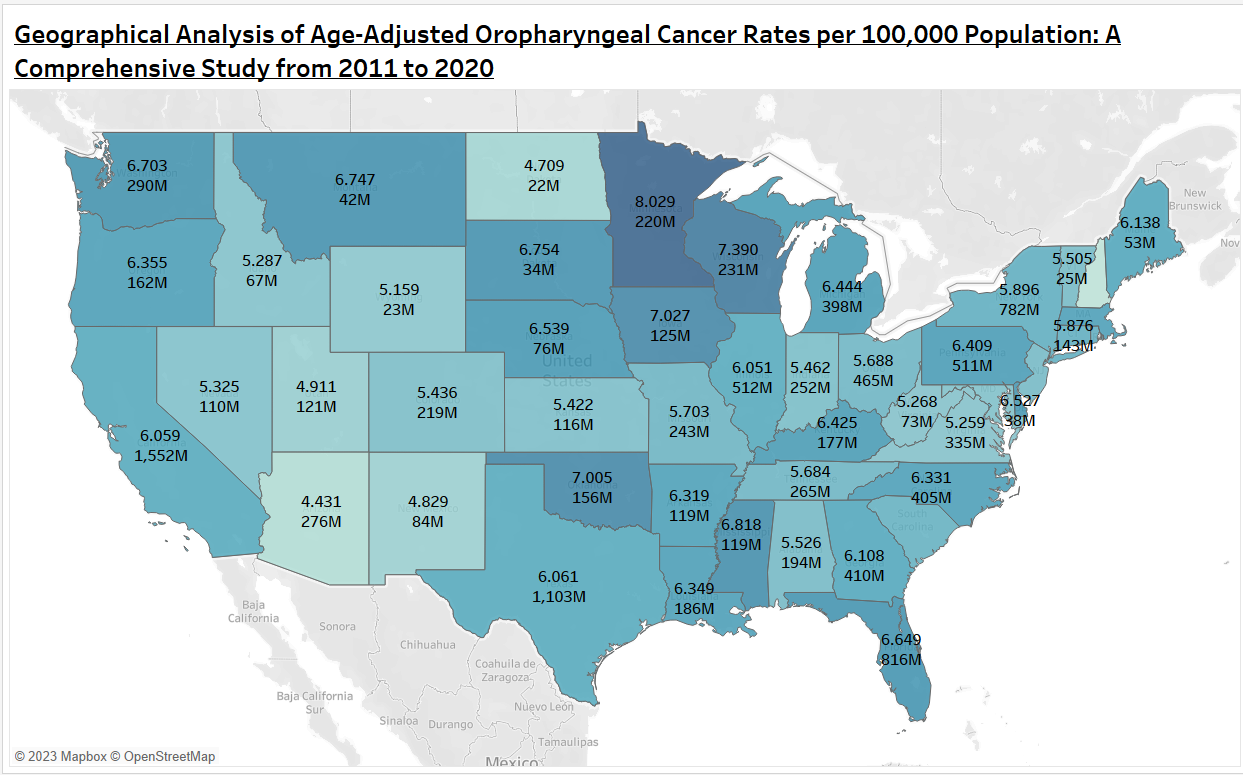 Geographical Analysis of Age-Adjusted Oropharyngeal Cancer Rates per 100,000 Population: A
Comprehensive Study from 2011 to 2020
6.703
290M
6.747
42M
4.709
22M
8.029
220M
6.138
53M
New
Brunswick
Nov
6.355
162M
5.287
67M
6.754
34M
7.390
231M
5.505
25M
5.159
23M
6.444
398M
5.896
782M
7.027
125M
5.876
143M
6.539
76M
United
States
6.409
511M
5.325
110M
4.911
121M
5.436
219M
6.051
512M
5.462
252M
5.688
465M
5.422
116M
5.703
243M
5.268
73M
6.527
38M
6.425
177M
5.259
335M
6.059
1,552M
4.431
276M
4.829
84M
7.005
156M
5.684
265M
6.331
405M
6.319
119M
South
Carolina
6.818
119M
5.526
194M
6.108
410M
6.061
1,103M
6.349
186M
Baja
California
Sonora
Chihuahua
6.649
816M
Coahuila de
Zaragoza
Baja California
Sur
Nuevo León
Sinaloa
Durango
Tamaulipas
© 2023 Mapbox © OpenStreetMap
Mexico